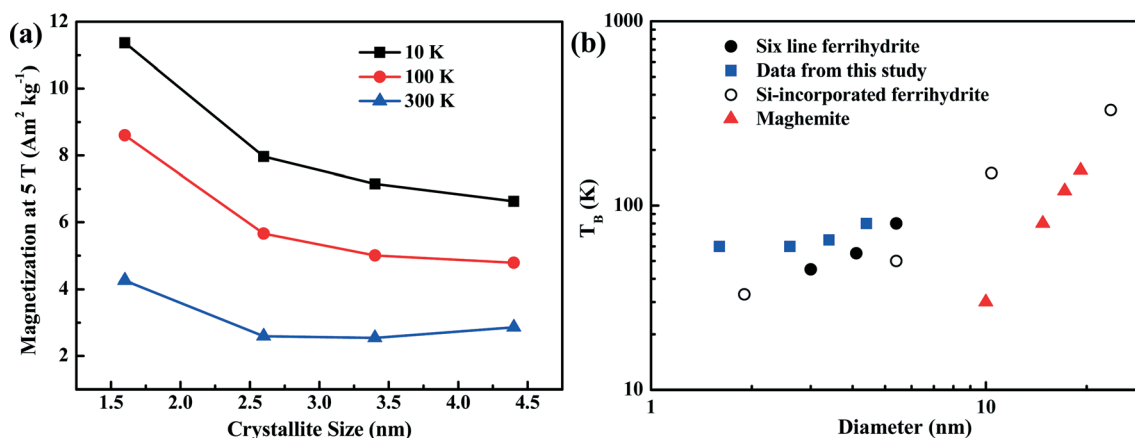 (a)
12
10
8
6
4
2
Magnetization at 5 T (Am² kg⁻¹)
10 K
100 K
300 K
1.5 2.0 2.5 3.0 3.5 4.0 4.5
Crystallite Size (nm)
(b)
1000
100
10
T_B (K)
Six line ferrihydrite
Data from this study
Si-incorporated ferrihydrite
Maghemite
1 10
Diameter (nm)